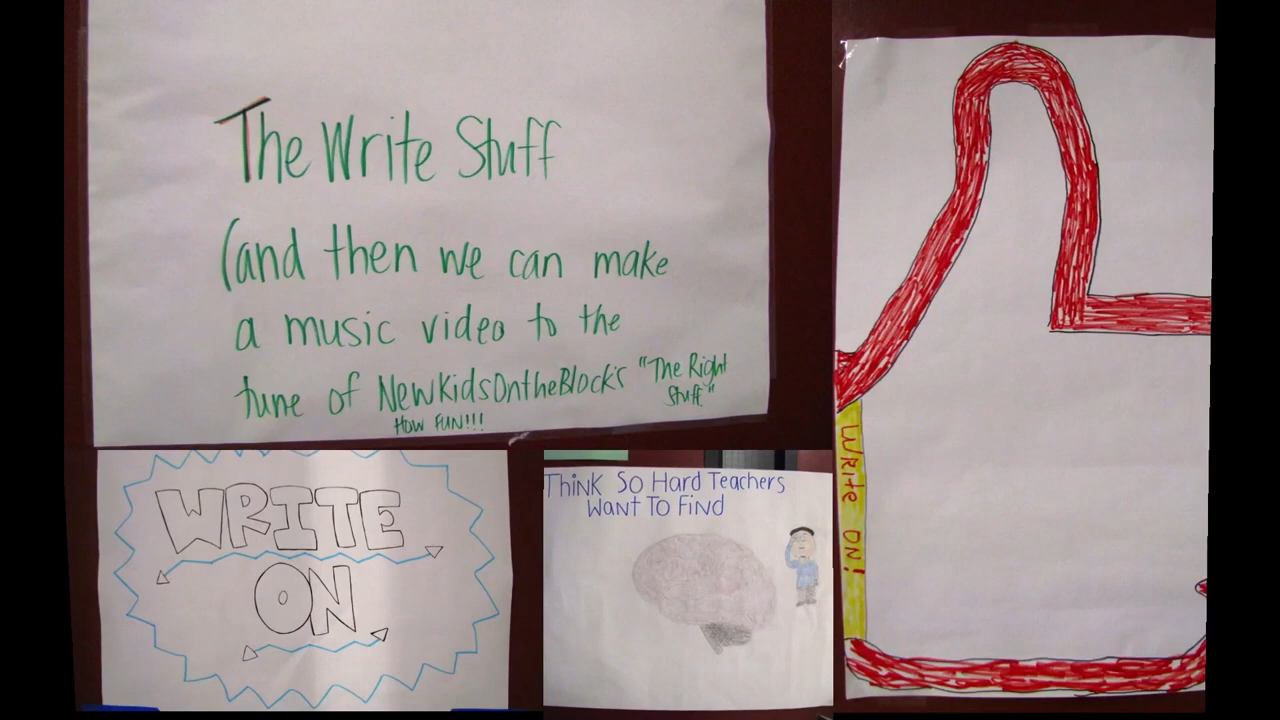 The Write Stuff
(and then we can make
a music video to the
tune of NewKidsOntheBlock's "The Right
Stuff."
HOW FUN!!!
WRITE
ON
THINK SO HARD TEACHERS
WANT TO FIND
Write ON!